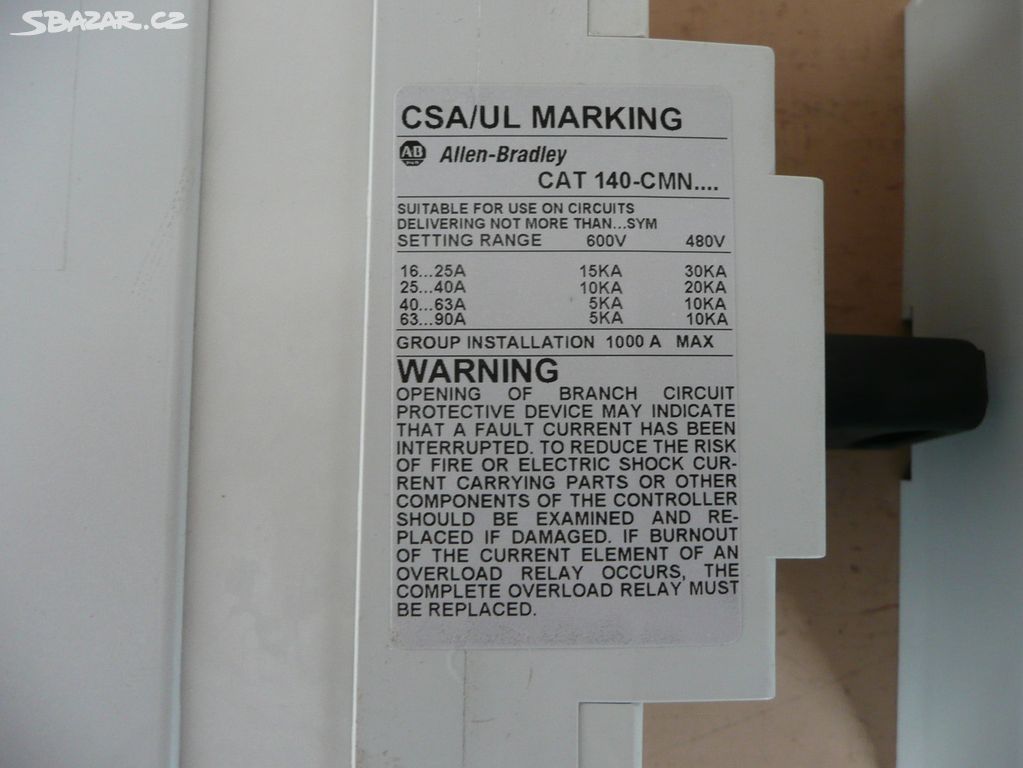 SBAZAR.CZ
CSA/UL MARKING
AB Allen-Bradley
CAT 140-CMN....
SUITABLE FOR USE ON CIRCUITS
DELIVERING NOT MORE THAN...SYM
SETTING RANGE 600V 480V
16...25A 15KA 30KA
25...40A 10KA 20KA
40...63A 5KA 10KA
63...90A 5KA 10KA
GROUP INSTALLATION 1000 A MAX
WARNING
OPENING OF BRANCH CIRCUIT
PROTECTIVE DEVICE MAY INDICATE
THAT A FAULT CURRENT HAS BEEN
INTERRUPTED. TO REDUCE THE RISK
OF FIRE OR ELECTRIC SHOCK CUR-
RENT CARRYING PARTS OR OTHER
COMPONENTS OF THE CONTROLLER
SHOULD BE EXAMINED AND RE-
PLACED IF DAMAGED. IF BURNOUT
OF THE CURRENT ELEMENT OF AN
OVERLOAD RELAY OCCURS, THE
COMPLETE OVERLOAD RELAY MUST
BE REPLACED.